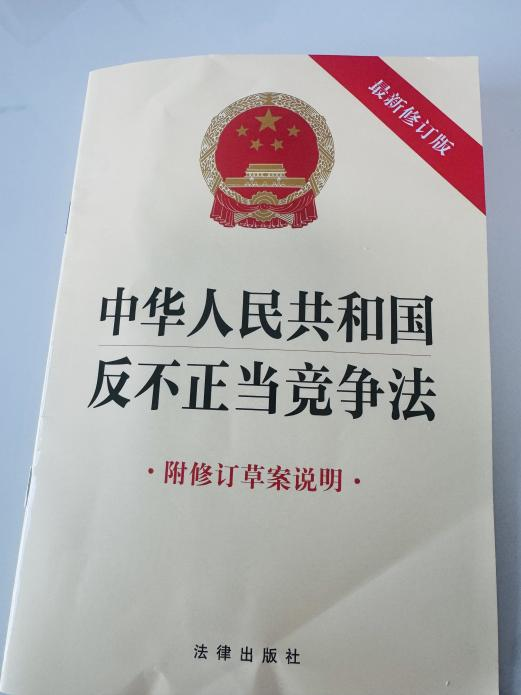 最新修订版
中华人民共和国
反不正当竞争法
·附修订草案说明·
法律出版社